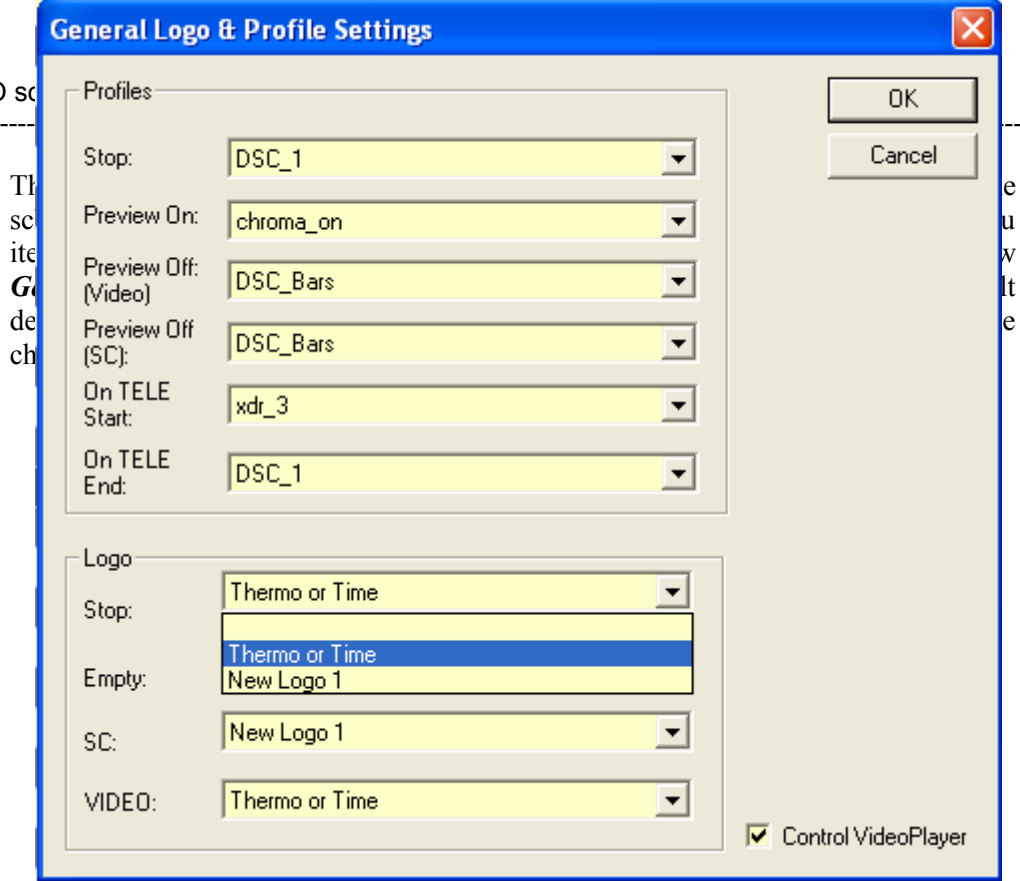 General Logo & Profile Settings
Profiles
OK
Cancel
Stop:
DSC_1
Preview On:
chroma_on
Preview Off:
(Video)
DSC_Bars
Preview Off
(SC):
DSC_Bars
On TELE
Start:
xdr_3
On TELE
End:
DSC_1
Logo
Stop:
Thermo or Time
Thermo or Time
New Logo 1
Empty:
SC:
New Logo 1
VIDEO:
Thermo or Time
Control VideoPlayer